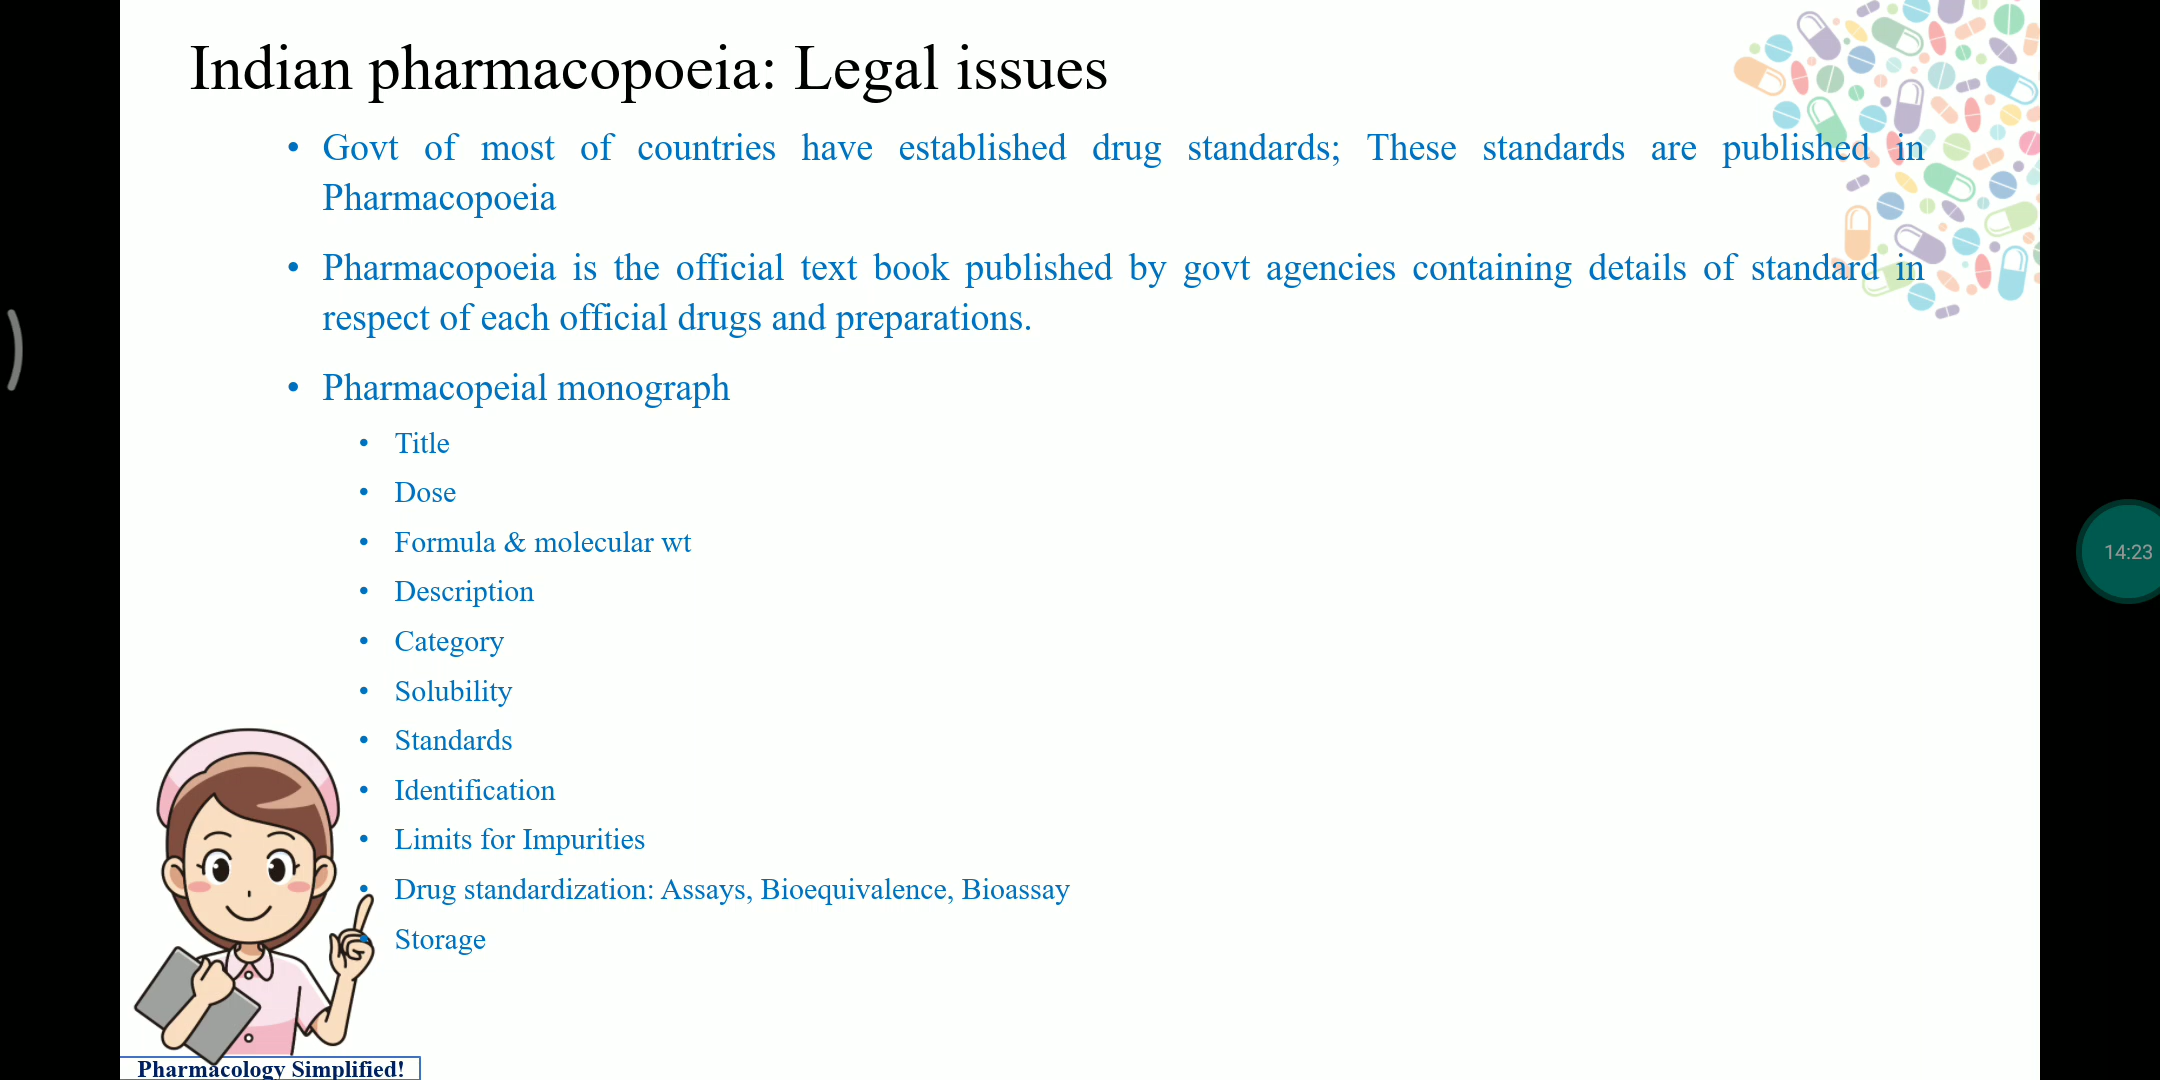 Indian pharmacopoeia: Legal issues
• Govt of most of countries have established drug standards; These standards are published in
Pharmacopoeia
• Pharmacopoeia is the official text book published by govt agencies containing details of standard in
respect of each official drugs and preparations.
• Pharmacopeial monograph
• Title
• Dose
• Formula & molecular wt
• Description
• Category
• Solubility
• Standards
• Identification
• Limits for Impurities
• Drug standardization: Assays, Bioequivalence, Bioassay
• Storage
Pharmacology Simplified!
14:23